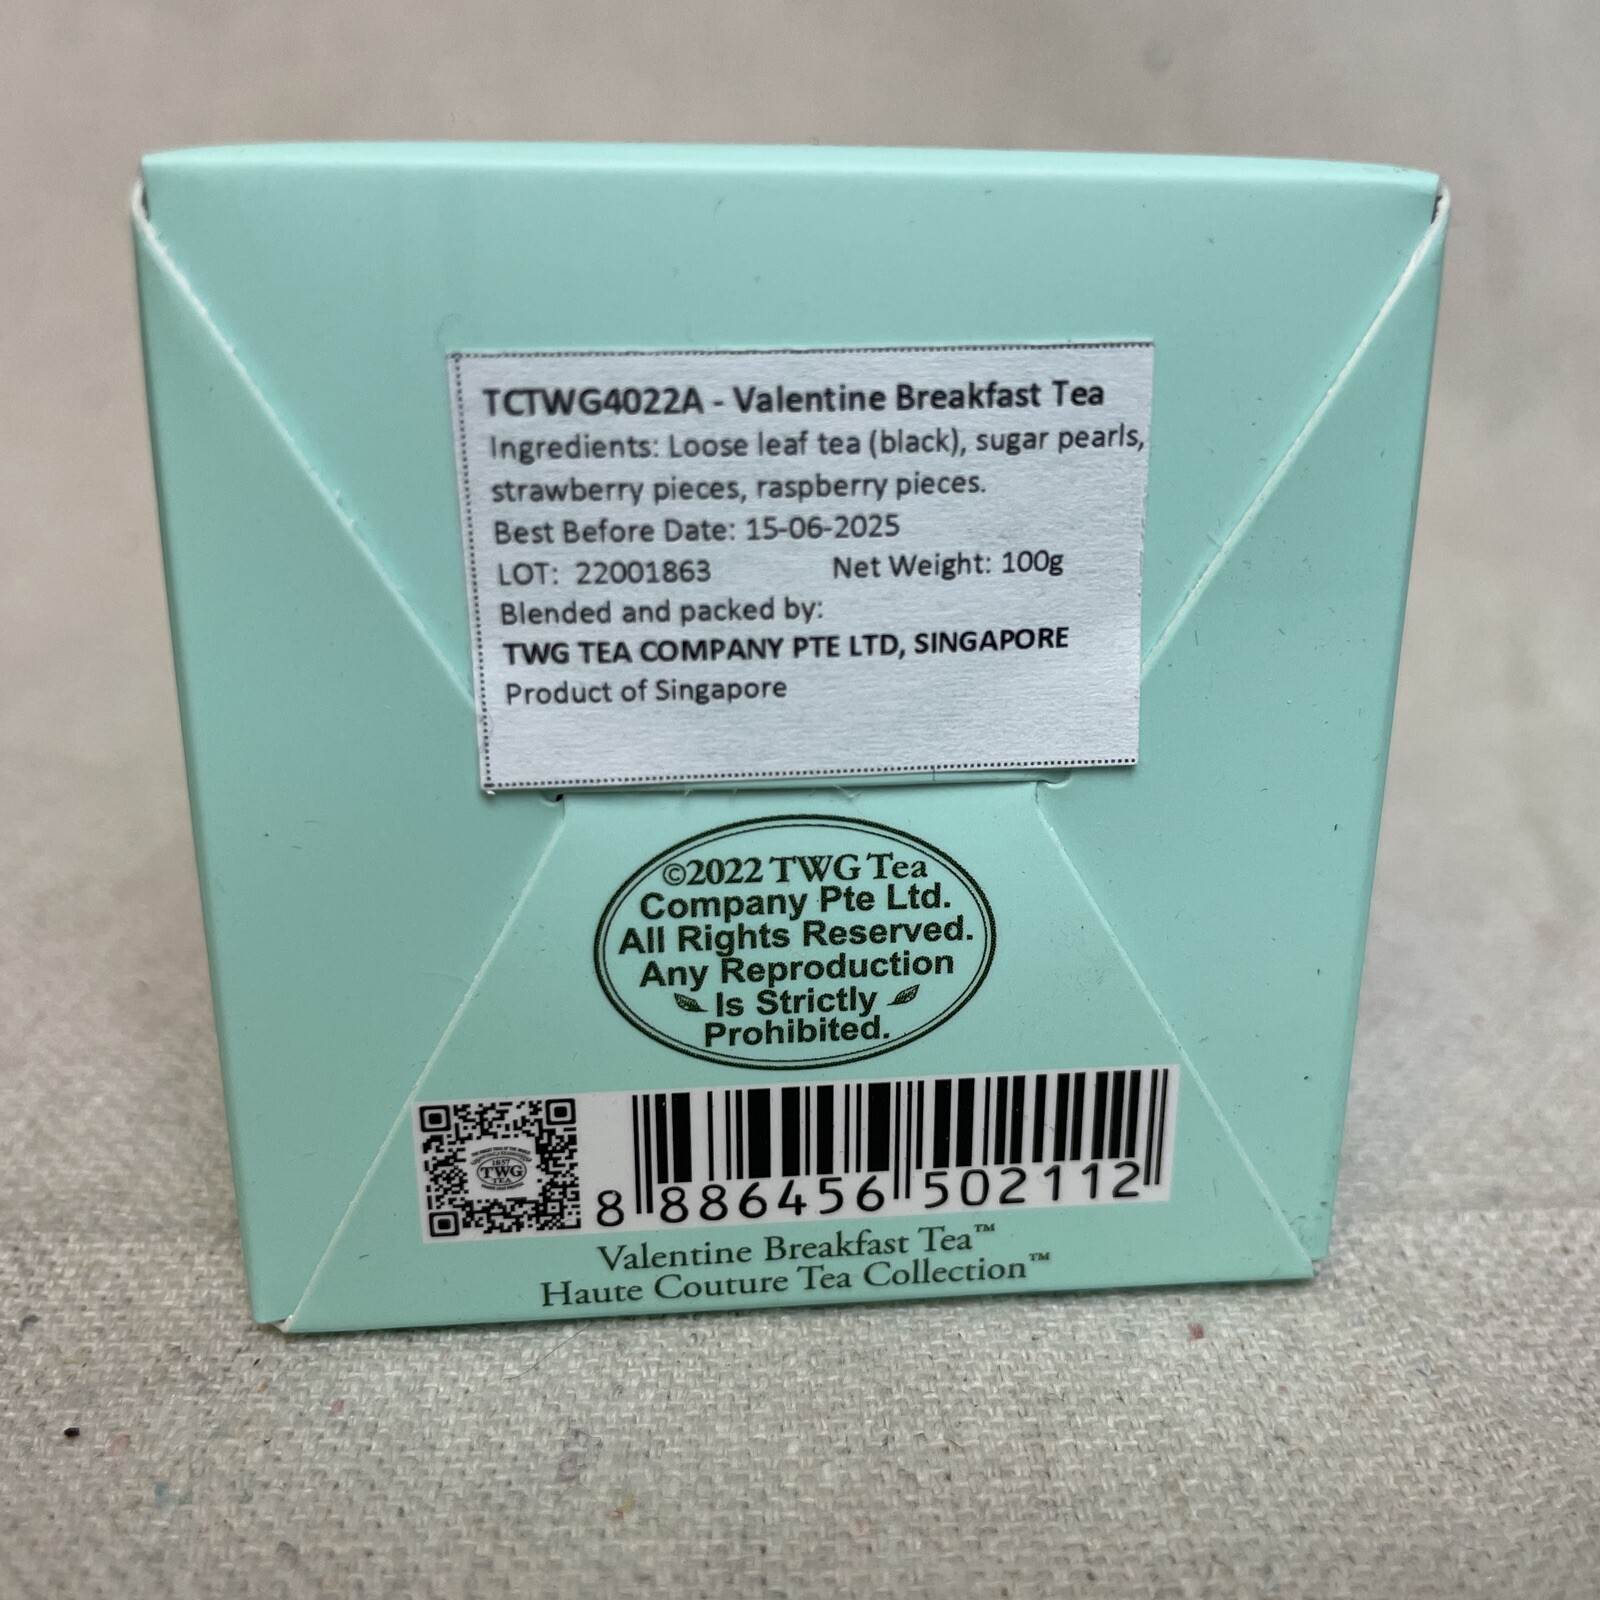 TCTWG4022A - Valentine Breakfast Tea
Ingredients: Loose leaf tea (black), sugar pearls,
strawberry pieces, raspberry pieces.
Best Before Date: 15-06-2025
LOT: 22001863 Net Weight: 100g
Blended and packed by:
TWG TEA COMPANY PTE LTD, SINGAPORE
Product of Singapore
©2022 TWG Tea
Company Pte Ltd.
All Rights Reserved.
Any Reproduction
Is Strictly
Prohibited.
1837
TWG
TEA
8 886456 502112
Valentine Breakfast Tea™
Haute Couture Tea Collection™